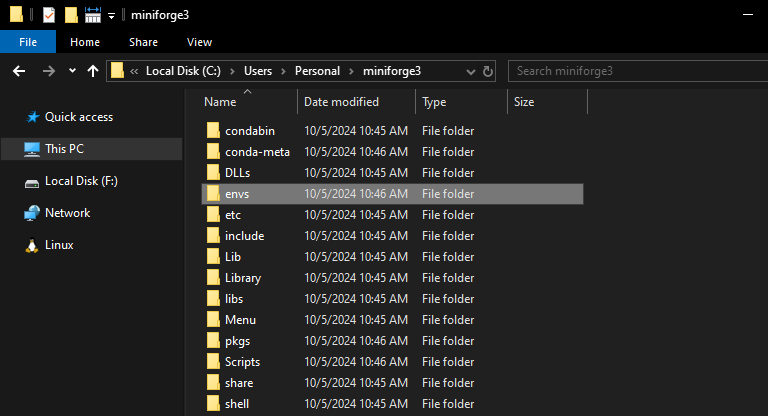 miniforge3
File Home Share View
Local Disk (C:) Users Personal miniforge3 Search miniforge3
Quick access
This PC
Local Disk (F:)
Network
Linux
Name Date modified Type Size
condabin 10/5/2024 10:45 AM File folder
conda-meta 10/5/2024 10:46 AM File folder
DLLs 10/5/2024 10:45 AM File folder
envs 10/5/2024 10:46 AM File folder
etc 10/5/2024 10:45 AM File folder
include 10/5/2024 10:45 AM File folder
Lib 10/5/2024 10:45 AM File folder
Library 10/5/2024 10:45 AM File folder
libs 10/5/2024 10:45 AM File folder
Menu 10/5/2024 10:45 AM File folder
pkgs 10/5/2024 10:46 AM File folder
Scripts 10/5/2024 10:46 AM File folder
share 10/5/2024 10:45 AM File folder
shell 10/5/2024 10:45 AM File folder